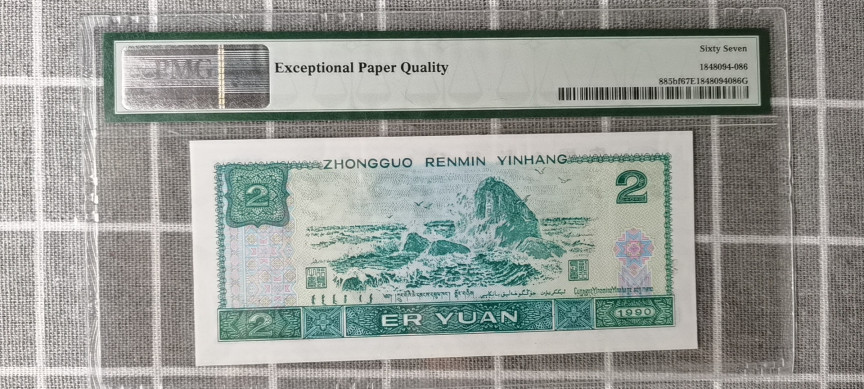 PMG
Exceptional Paper Quality
Sixty Seven
1848094-086
885bf67E1848094086G
ZHONGGUO RENMIN YINHANG
2
2
2
ER YUAN
1990